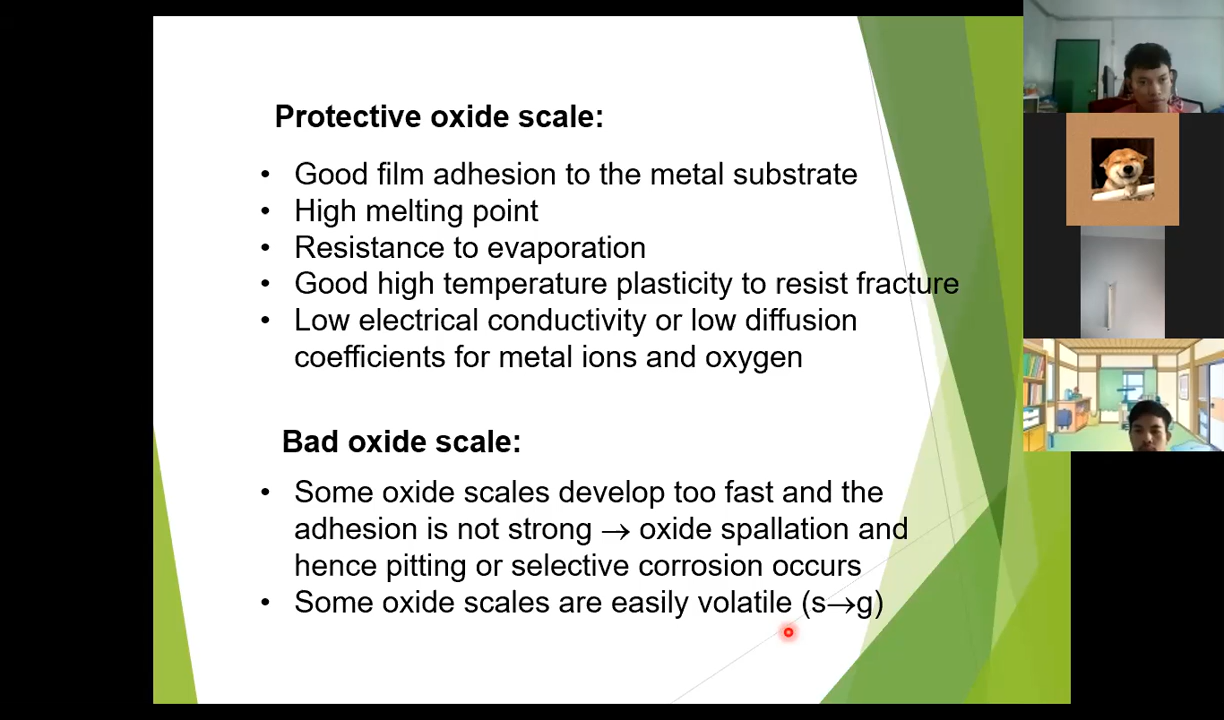 Protective oxide scale:
• Good film adhesion to the metal substrate
• High melting point
• Resistance to evaporation
• Good high temperature plasticity to resist fracture
• Low electrical conductivity or low diffusion
coefficients for metal ions and oxygen
Bad oxide scale:
• Some oxide scales develop too fast and the
adhesion is not strong → oxide spallation and
hence pitting or selective corrosion occurs
• Some oxide scales are easily volatile (s→g)